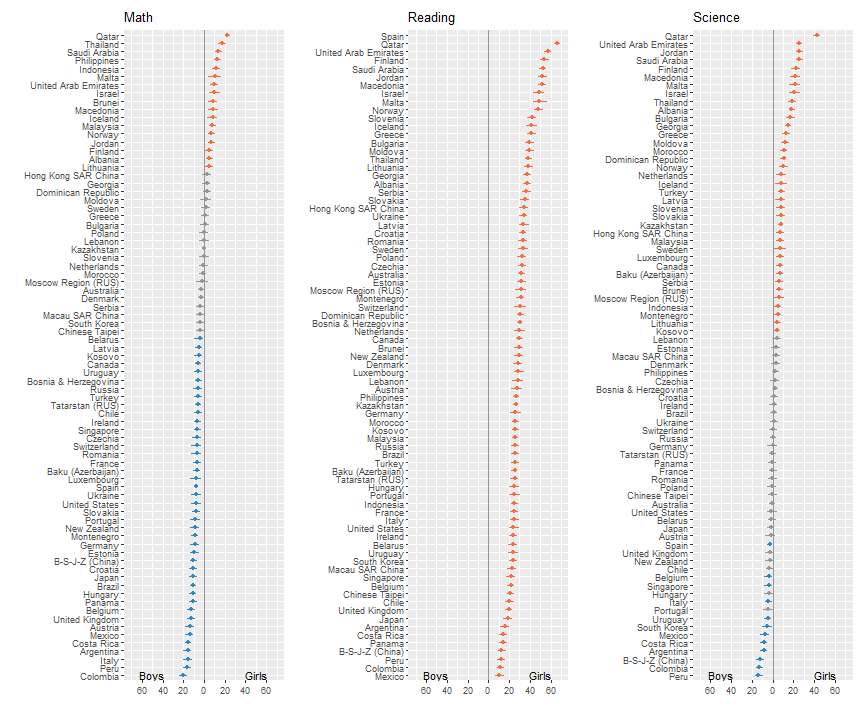 Math
Qatar
Thailand
Saudi Arabia
Philippines
Indonesia
Malta
United Arab Emirates
Israel
Brunei
Macedonia
Iceland
Malaysia
Norway
Jordan
Finland
Albania
Lithuania
Hong Kong SAR China
Georgia
Dominican Republic
Moldova
Sweden
Greece
Bulgaria
Poland
Lebanon
Kazakhstan
Slovenia
Netherlands
Morocco
Moscow Region (RUS)
Australia
Denmark
Serbia
Macau SAR China
South Korea
Chinese Taipei
Belarus
Latvia
Kosovo
Canada
Uruguay
Bosnia & Herzegovina
Russia
Turkey
Tatarstan (RUS)
Chile
Ireland
Singapore
Czechia
Switzerland
Romania
France
Baku (Azerbaijan)
Luxembourg
Spain
Ukraine
United States
Slovakia
Portugal
New Zealand
Montenegro
Germany
Estonia
B-S-J-Z (China)
Croatia
Japan
Brazil
Hungary
Panama
Belgium
United Kingdom
Austria
Mexico
Costa Rica
Argentina
Italy
Peru
Colombia
Boys Girls
60 40 20 0 20 40 60
Reading
Spain
Qatar
United Arab Emirates
Finland
Saudi Arabia
Jordan
Macedonia
Israel
Malta
Norway
Slovenia
Iceland
Greece
Bulgaria
Moldova
Thailand
Lithuania
Georgia
Albania
Serbia
Slovakia
Hong Kong SAR China
Ukraine
Latvia
Croatia
Romania
Sweden
Poland
Czechia
Australia
Estonia
Moscow Region (RUS)
Montenegro
Switzerland
Dominican Republic
Bosnia & Herzegovina
Netherlands
Canada
Brunei
New Zealand
Denmark
Luxembourg
Lebanon
Austria
Philippines
Kazakhstan
Germany
Morocco
Kosovo
Malaysia
Russia
Brazil
Turkey
Baku (Azerbaijan)
Tatarstan (RUS)
Hungary
Portugal
Indonesia
France
Italy
United States
Ireland
Belarus
Uruguay
South Korea
Macau SAR China
Singapore
Belgium
Chinese Taipei
Chile
United Kingdom
Japan
Argentina
Costa Rica
Panama
B-S-J-Z (China)
Peru
Colombia
Mexico
Boys Girls
60 40 20 0 20 40 60
Science
Qatar
United Arab Emirates
Jordan
Saudi Arabia
Finland
Macedonia
Malta
Israel
Thailand
Albania
Bulgaria
Georgia
Greece
Moldova
Morocco
Dominican Republic
Norway
Netherlands
Iceland
Turkey
Latvia
Slovenia
Slovakia
Kazakhstan
Hong Kong SAR China
Malaysia
Sweden
Luxembourg
Canada
Baku (Azerbaijan)
Serbia
Brunei
Moscow Region (RUS)
Indonesia
Montenegro
Lithuania
Kosovo
Lebanon
Estonia
Macau SAR China
Denmark
Philippines
Czechia
Bosnia & Herzegovina
Croatia
Ireland
Brazil
Ukraine
Switzerland
Russia
Germany
Tatarstan (RUS)
Panama
France
Romania
Poland
Chinese Taipei
Australia
United States
Belarus
Japan
Austria
Spain
United Kingdom
New Zealand
Chile
Belgium
Singapore
Hungary
Italy
Portugal
Uruguay
South Korea
Mexico
Costa Rica
Argentina
B-S-J-Z (China)
Colombia
Peru
Boys Girls
60 40 20 0 20 40 60